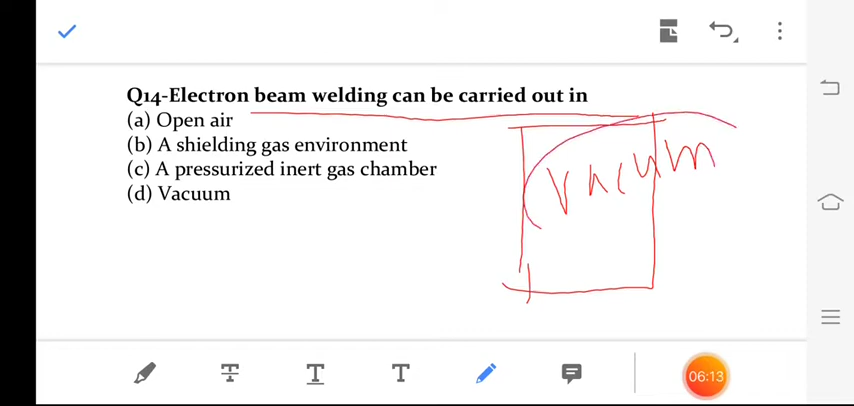 Q14-Electron beam welding can be carried out in
(a) Open air
(b) A shielding gas environment
(c) A pressurized inert gas chamber
(d) Vacuum
Vacuum
T T T
06:13